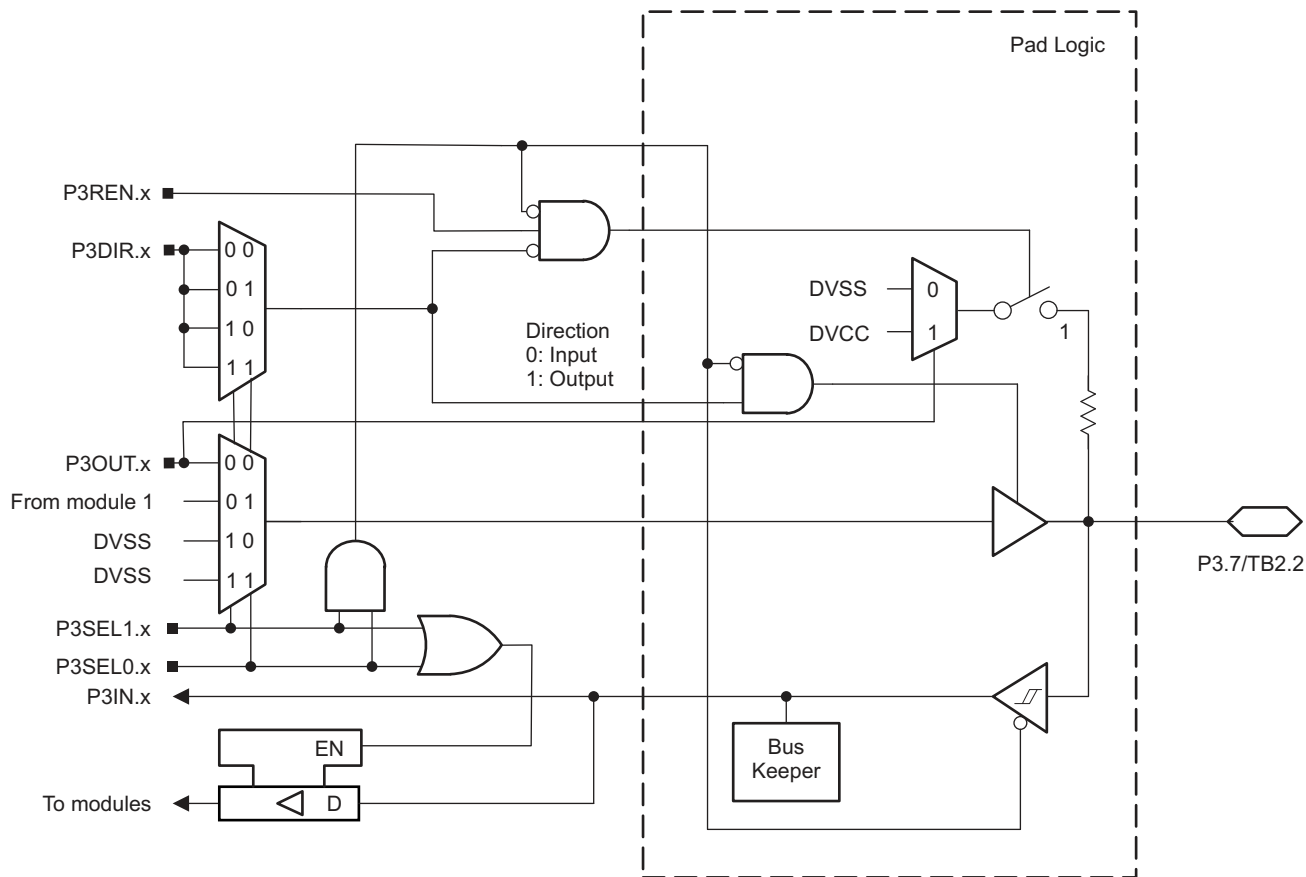 Pad Logic
P3REN.x
P3DIR.x
0 0
0 1
1 0
1 1
Direction
0: Input
1: Output
DVSS
0
DVCC
1
1
P3OUT.x
0 0
From module 1
0 1
DVSS
1 0
DVSS
1 1
P3.7/TB2.2
P3SEL1.x
P3SEL0.x
P3IN.x
EN
Bus
Keeper
To modules
D